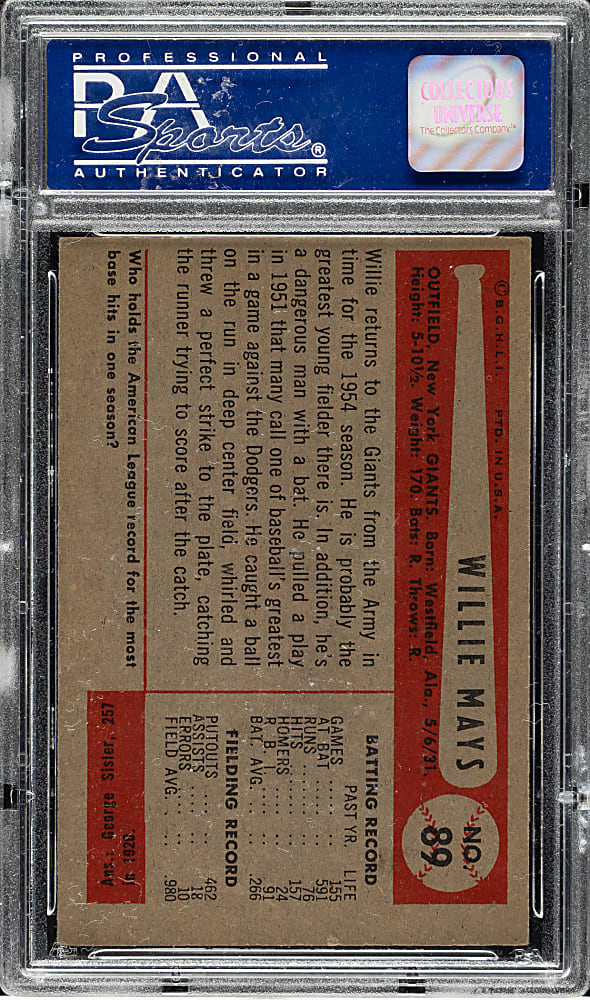 PROFESSIONAL
PSA
Sports®
AUTHENTICATOR
COLLECTORS
UNIVERSE
The Collectors Company™
© B.G.H.L.I. PTD. IN U.S.A.
WILLIE MAYS
NO.
89
OUTFIELD, New York GIANTS. Born: Westfield, Ala., 5/6/31.
Height: 5-10½. Weight: 170. Bats: R. Throws: R.
Willie returns to the Giants from the Army in
time for the 1954 season. He is probably the
greatest young fielder there is. In addition, he's
a dangerous man with a bat. He pulled a play
in 1951 that many call one of baseball's greatest
in a game against the Dodgers. He caught a ball
on the run in deep center field, whirled and
threw a perfect strike to the plate, catching
the runner trying to score after the catch.
BATTING RECORD
PAST YR. LIFE
GAMES .... .. 155
AT BAT .... .. 591
RUNS .... .. 76
HITS .... .. 157
HOMERS .... .. 24
R. B. I. .... .. 91
BAT. AVG. .... .. .266
FIELDING RECORD
PUTOUTS .... .. 462
ASSISTS .... .. 18
ERRORS .... .. 10
FIELD AVG. .... .. .980
Who holds the American League record for the most
base hits in one season?
Ans: George Sisler, 257
in 1920.